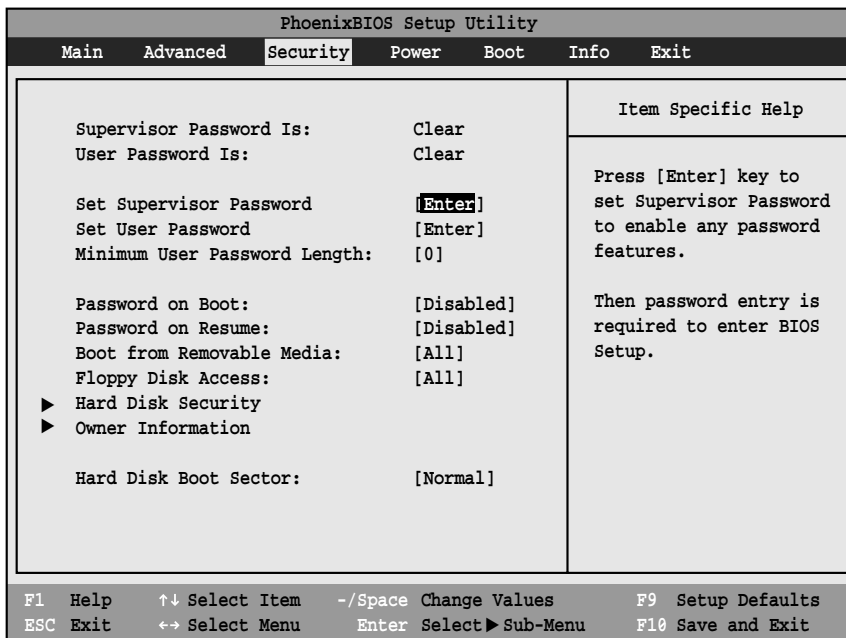 PhoenixBIOS Setup Utility
Main Advanced Security Power Boot Info Exit
Supervisor Password Is: Clear
User Password Is: Clear
Set Supervisor Password [Enter]
Set User Password [Enter]
Minimum User Password Length: [0]
Password on Boot: [Disabled]
Password on Resume: [Disabled]
Boot from Removable Media: [All]
Floppy Disk Access: [All]
▶ Hard Disk Security
▶ Owner Information
Hard Disk Boot Sector: [Normal]
Item Specific Help
Press [Enter] key to
set Supervisor Password
to enable any password
features.
Then password entry is
required to enter BIOS
Setup.
F1 Help ↑↓ Select Item -/Space Change Values F9 Setup Defaults
ESC Exit ←→ Select Menu Enter Select ▶ Sub-Menu F10 Save and Exit